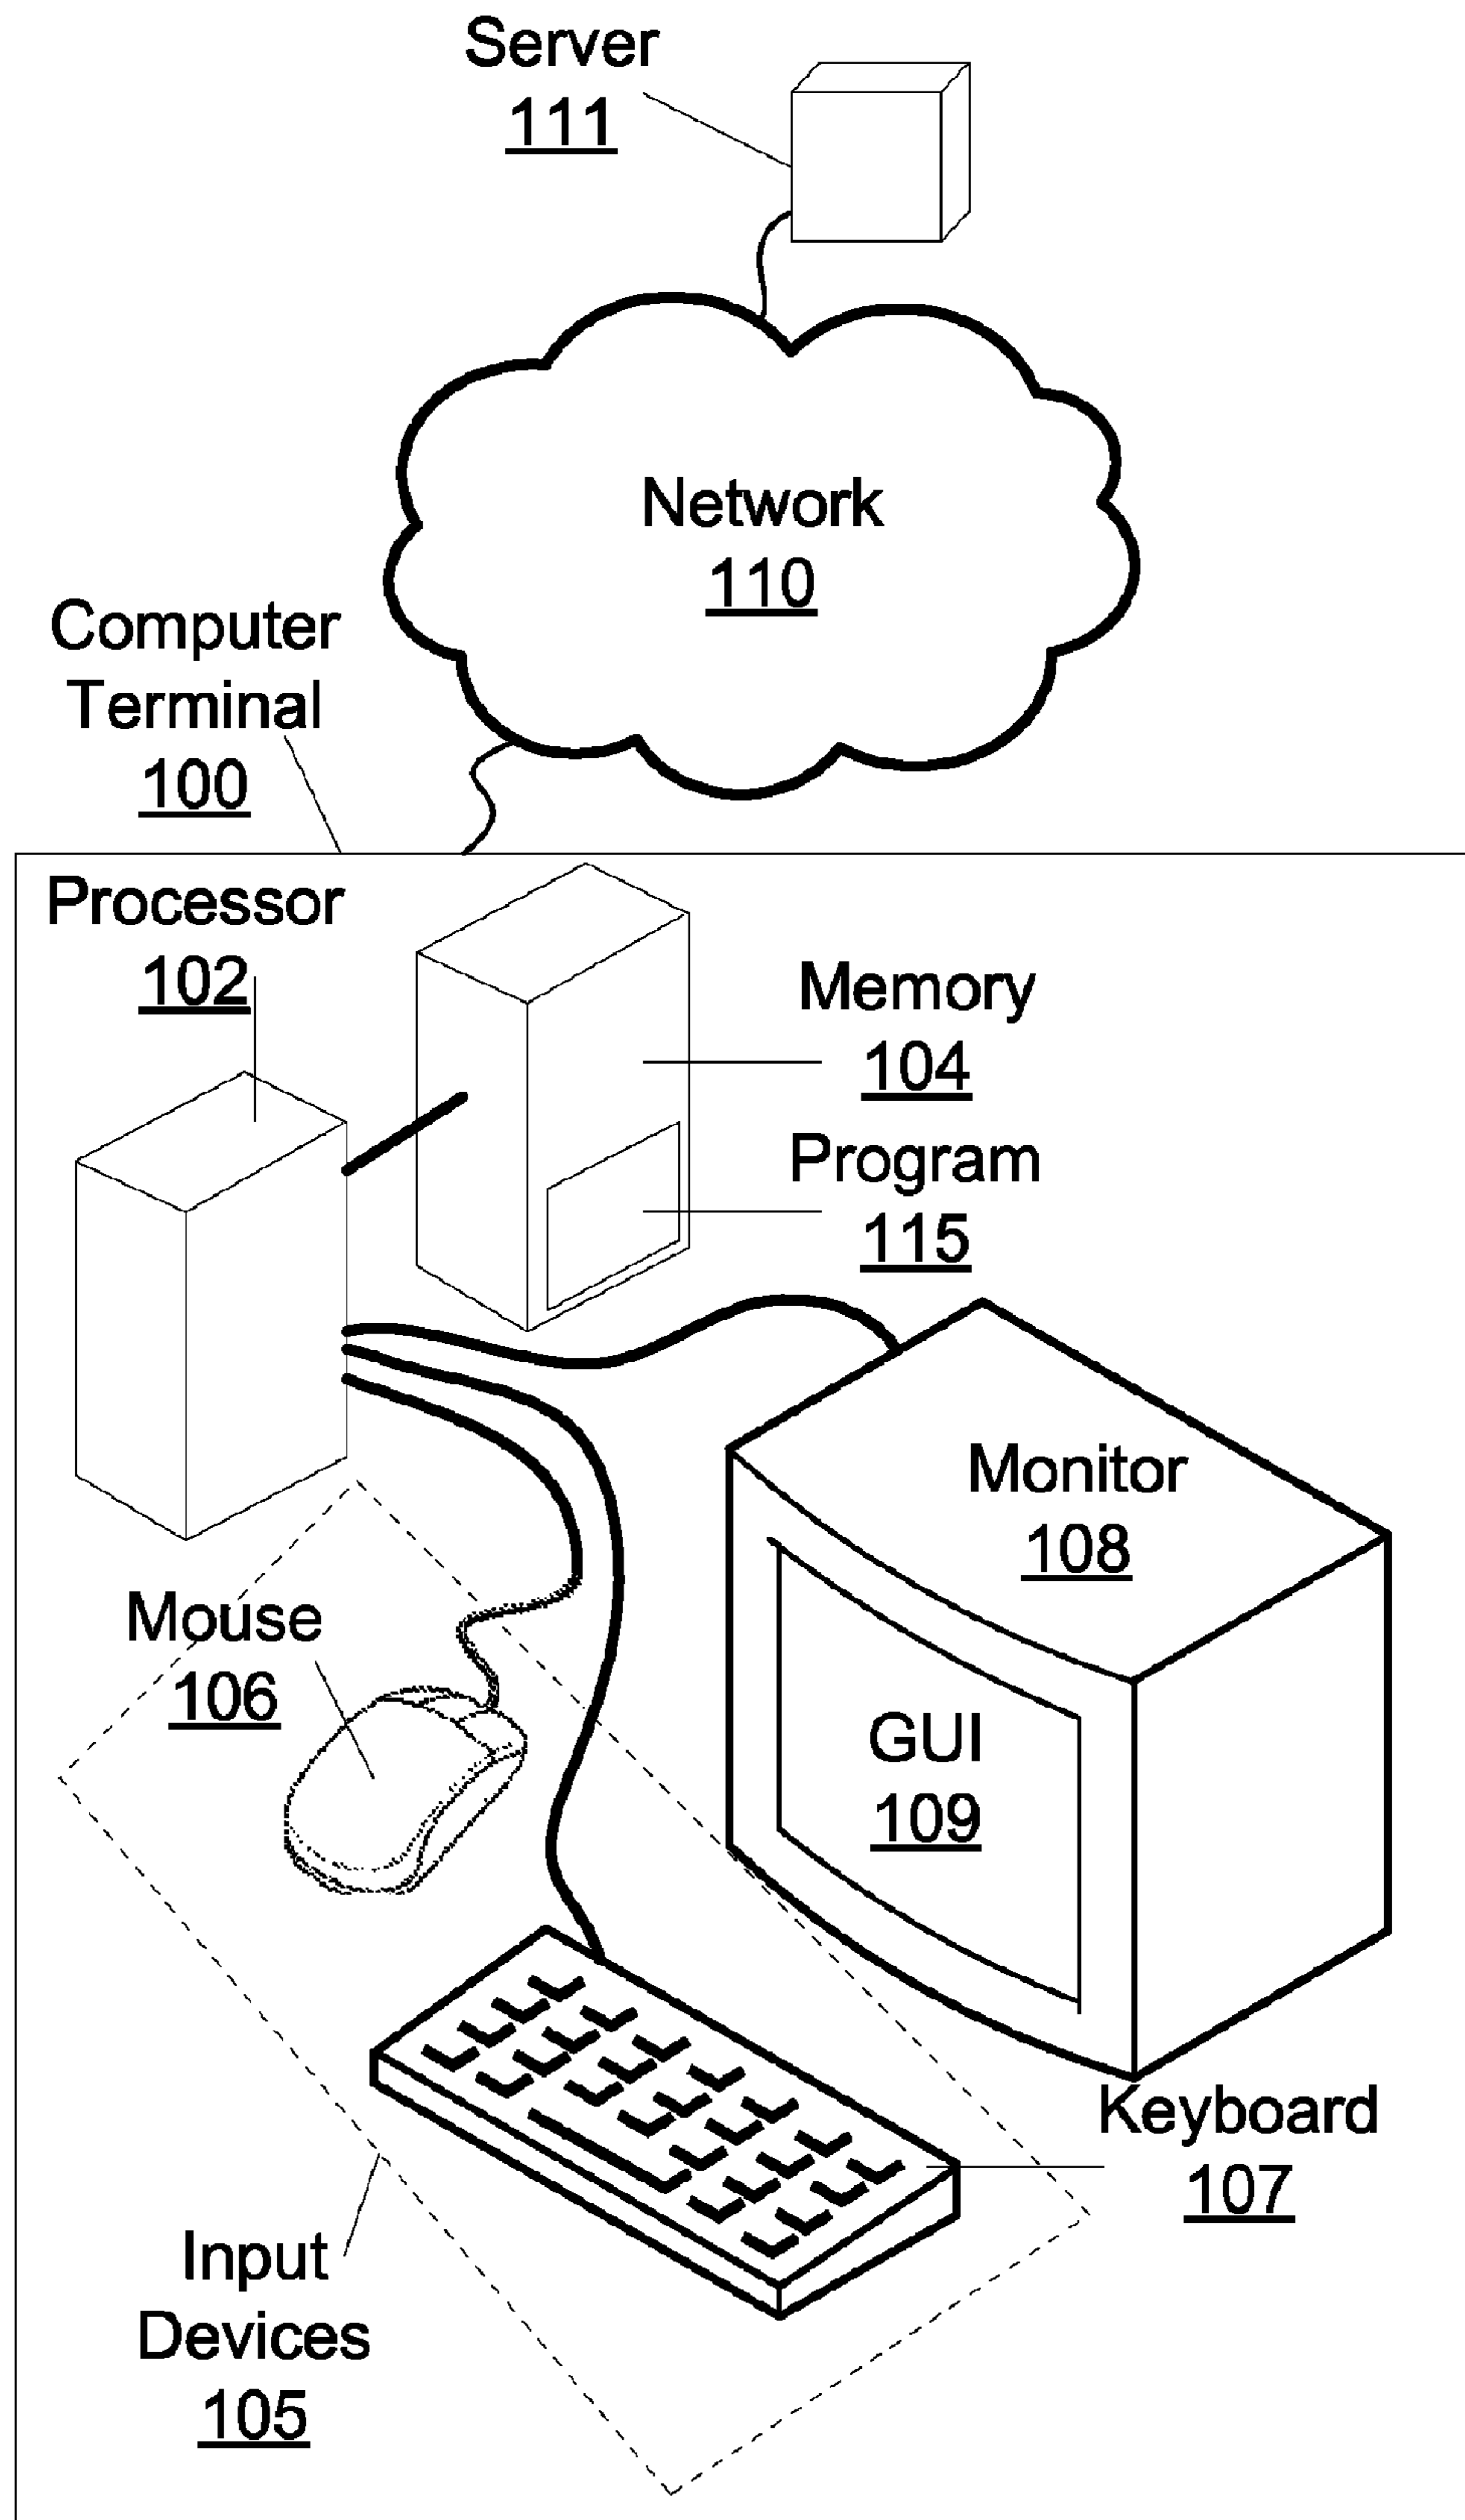 Server
111
Network
110
Computer
Terminal
100
Processor
102
Memory
104
Program
115
Monitor
108
Mouse
106
GUI
109
Keyboard
107
Input
Devices
105